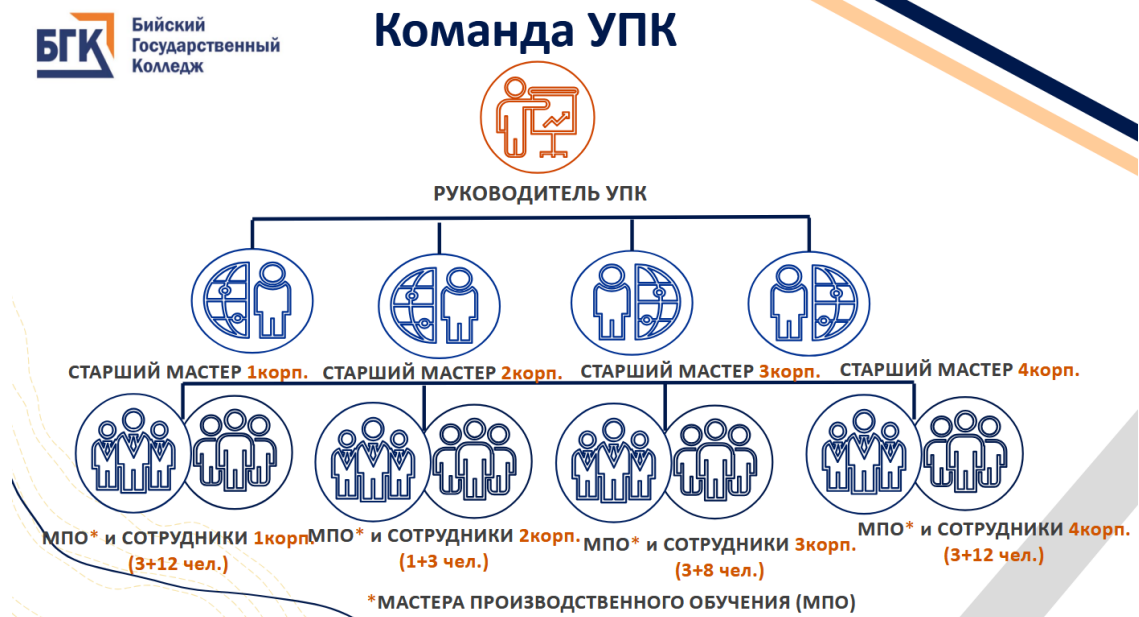 БГК
Бийский
Государственный
Колледж
Команда УПК
РУКОВОДИТЕЛЬ УПК
СТАРШИЙ МАСТЕР 1корп.
СТАРШИЙ МАСТЕР 2корп.
СТАРШИЙ МАСТЕР 3корп.
СТАРШИЙ МАСТЕР 4корп.
МПО* и СОТРУДНИКИ 1корп.
(3+12 чел.)
МПО* и СОТРУДНИКИ 2корп.
(1+3 чел.)
МПО* и СОТРУДНИКИ 3корп.
(3+8 чел.)
МПО* и СОТРУДНИКИ 4корп.
(3+12 чел.)
*МАСТЕРА ПРОИЗВОДСТВЕННОГО ОБУЧЕНИЯ (МПО)